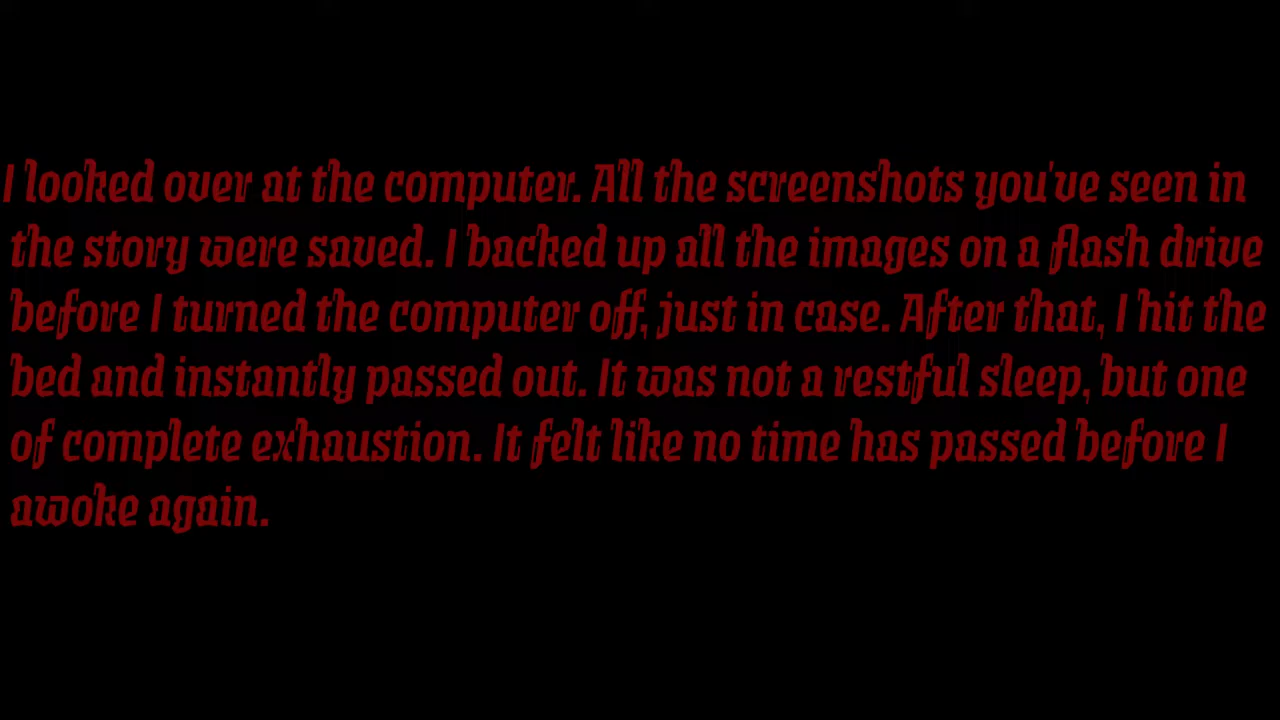 I looked over at the computer. All the screenshots you've seen in
the story were saved. I backed up all the images on a flash drive
before I turned the computer off, just in case. After that, I hit the
bed and instantly passed out. It was not a restful sleep, but one
of complete exhaustion. It felt like no time has passed before I
awoke again.